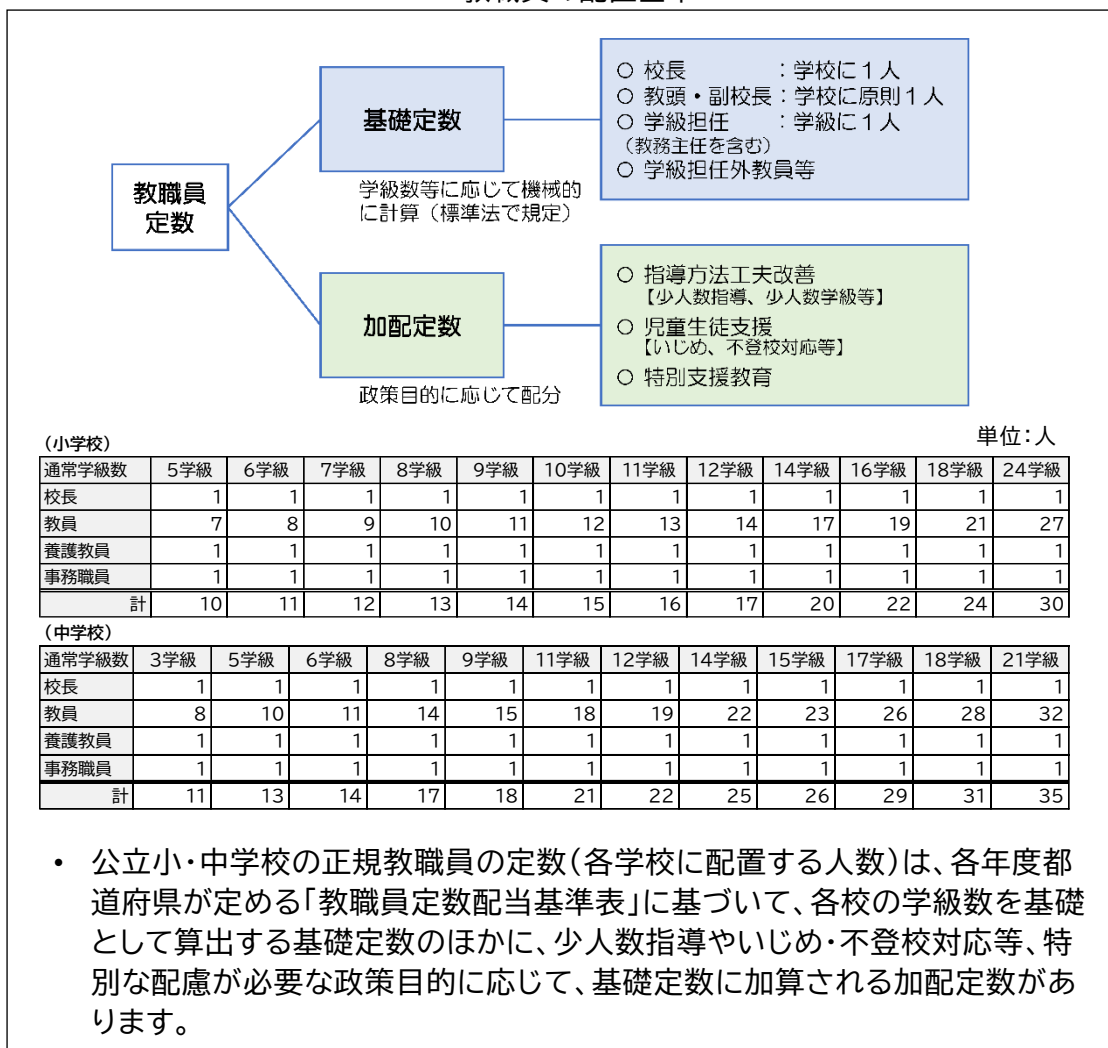 教職員の配置基準
○ 校長　　　　：学校に１人
○ 教頭・副校長：学校に原則１人
○ 学級担任　　：学級に１人
（教務主任を含む）
○ 学級担任外教員等
基礎定数
学級数等に応じて機械的
に計算（標準法で規定）
教職員
定数
○ 指導方法工夫改善
【少人数指導、少人数学級等】
○ 児童生徒支援
【いじめ、不登校対応等】
○ 特別支援教育
加配定数
政策目的に応じて配分
単位：人
（小学校）
通常学級数 5学級 6学級 7学級 8学級 9学級 10学級 11学級 12学級 14学級 16学級 18学級 24学級
校長 1 1 1 1 1 1 1 1 1 1 1 1
教員 7 8 9 10 11 12 13 14 17 19 21 27
養護教員 1 1 1 1 1 1 1 1 1 1 1 1
事務職員 1 1 1 1 1 1 1 1 1 1 1 1
計 10 11 12 13 14 15 16 17 20 22 24 30
（中学校）
通常学級数 3学級 5学級 6学級 8学級 9学級 11学級 12学級 14学級 15学級 17学級 18学級 21学級
校長 1 1 1 1 1 1 1 1 1 1 1 1
教員 8 10 11 14 15 18 19 22 23 26 28 32
養護教員 1 1 1 1 1 1 1 1 1 1 1 1
事務職員 1 1 1 1 1 1 1 1 1 1 1 1
計 11 13 14 17 18 21 22 25 26 29 31 35
• 公立小・中学校の正規教職員の定数（各学校に配置する人数）は、各年度都
道府県が定める「教職員定数配当基準表」に基づいて、各校の学級数を基礎
として算出する基礎定数のほかに、少人数指導やいじめ・不登校対応等、特
別な配慮が必要な政策目的に応じて、基礎定数に加算される加配定数があ
ります。